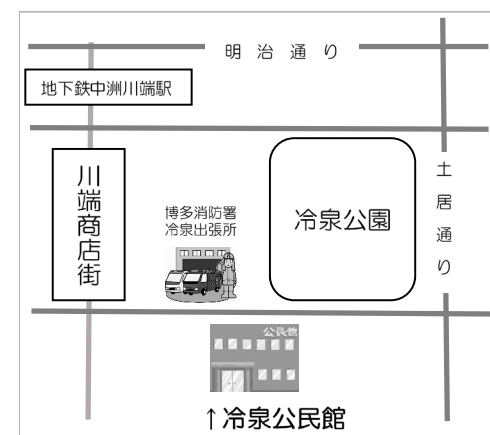 明治通り
地下鉄中洲川端駅
川端商店街
博多消防署
冷泉出張所
冷泉公園
土居通り
公民館
↑冷泉公民館